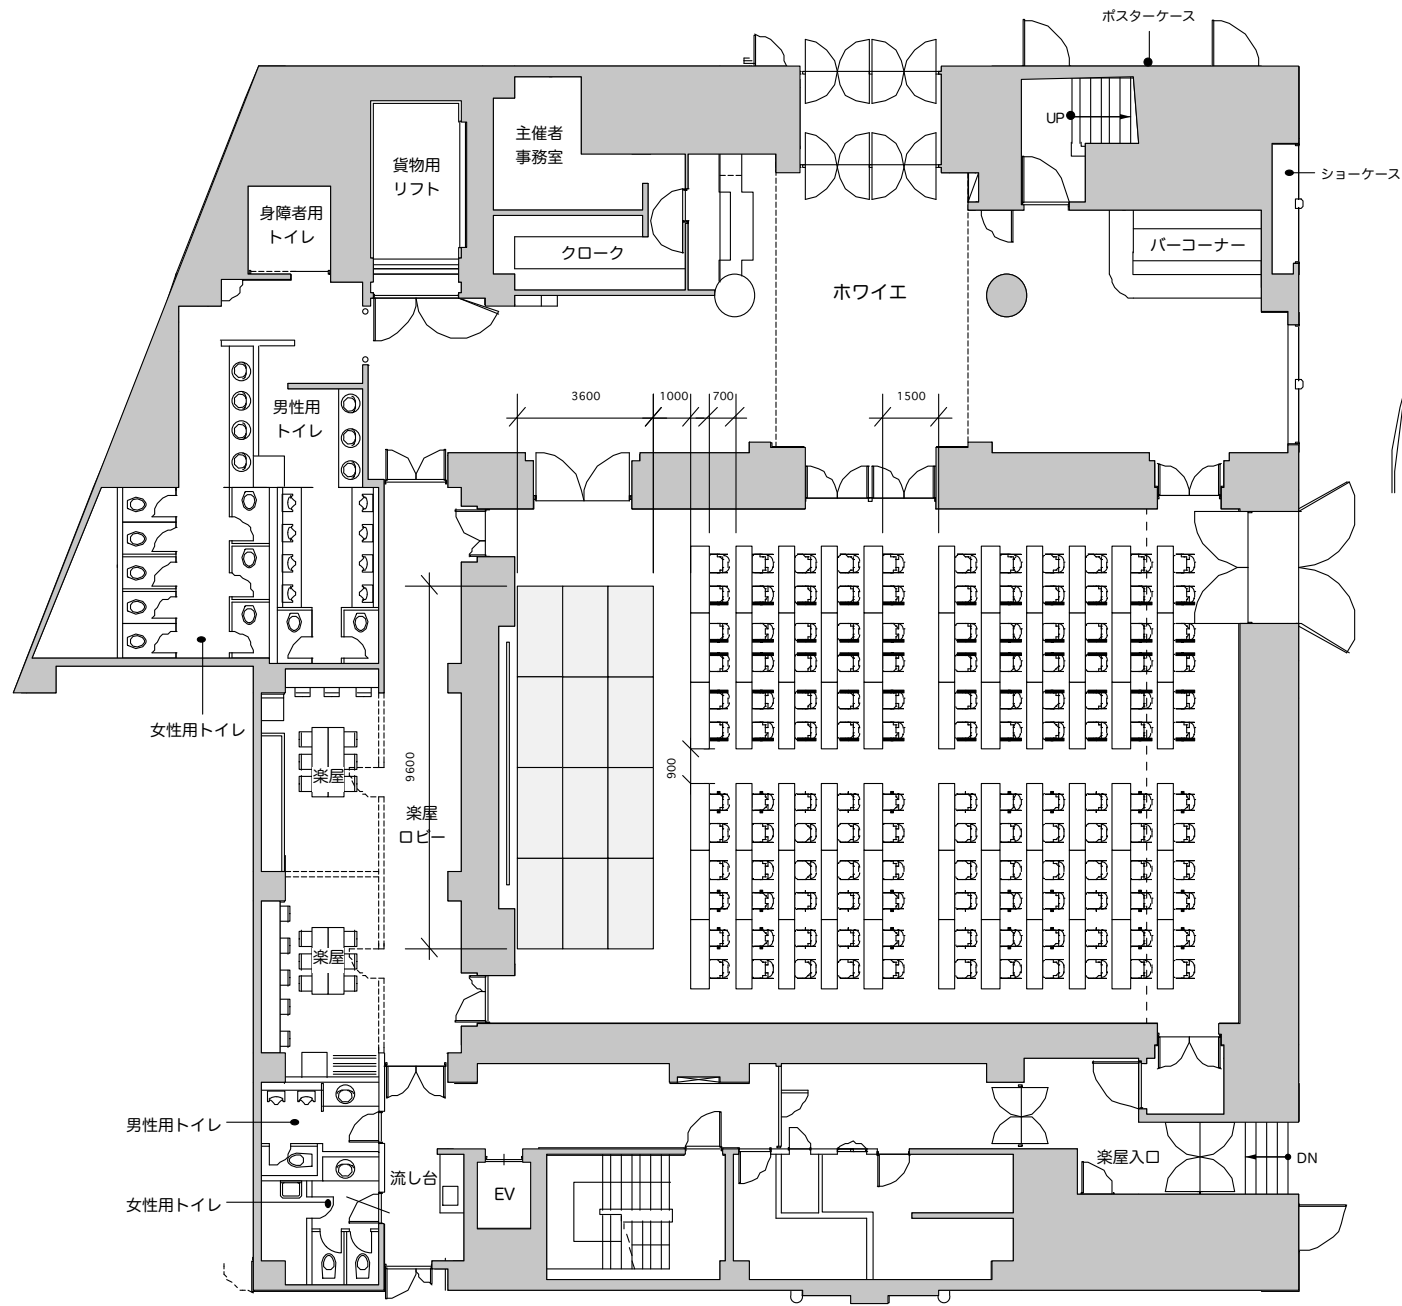 ポスターケース
UP
主催者
事務室
貨物用
リフト
ショーケース
身障者用
トイレ
クローク
バーコーナー
ホワイエ
3600
1000
700
1500
男性用
トイレ
女性用トイレ
楽屋
9600
900
楽屋
ロビー
楽屋
男性用トイレ
流し台
EV
楽屋入口
DN
女性用トイレ